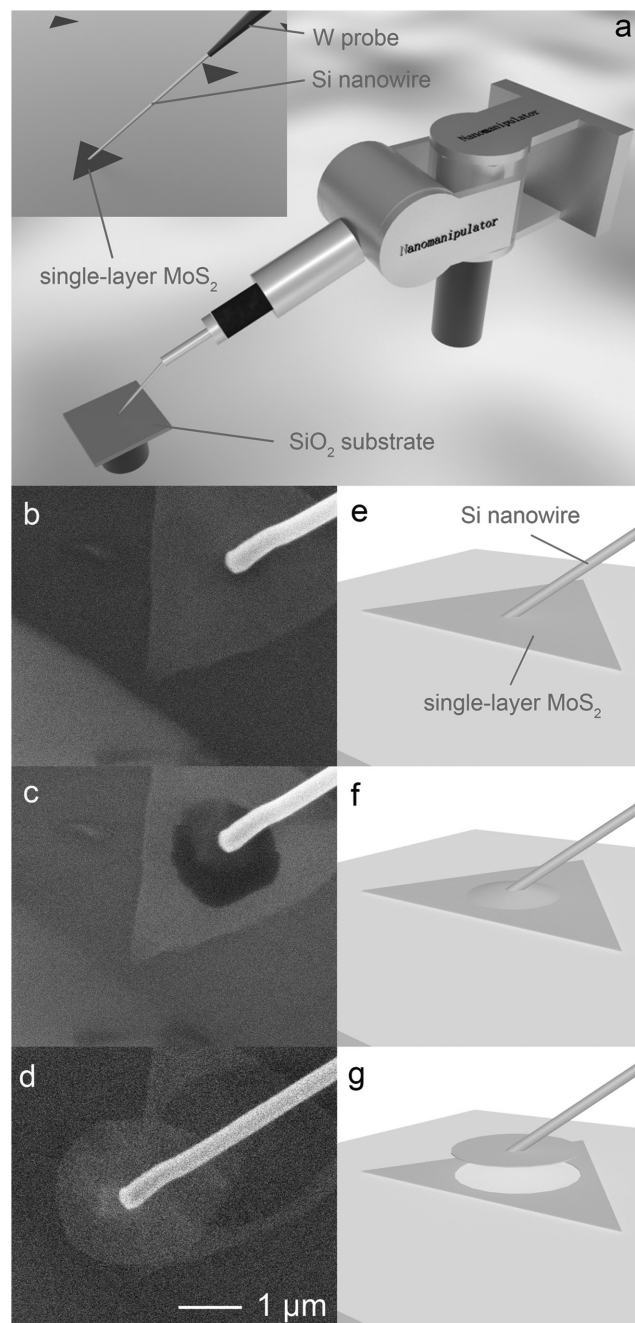 a
W probe
Si nanowire
Nanomanipulator
Nanomanipulator
single-layer MoS₂
SiO₂ substrate
b
e
Si nanowire
single-layer MoS₂
c
f
d
g
1 μm